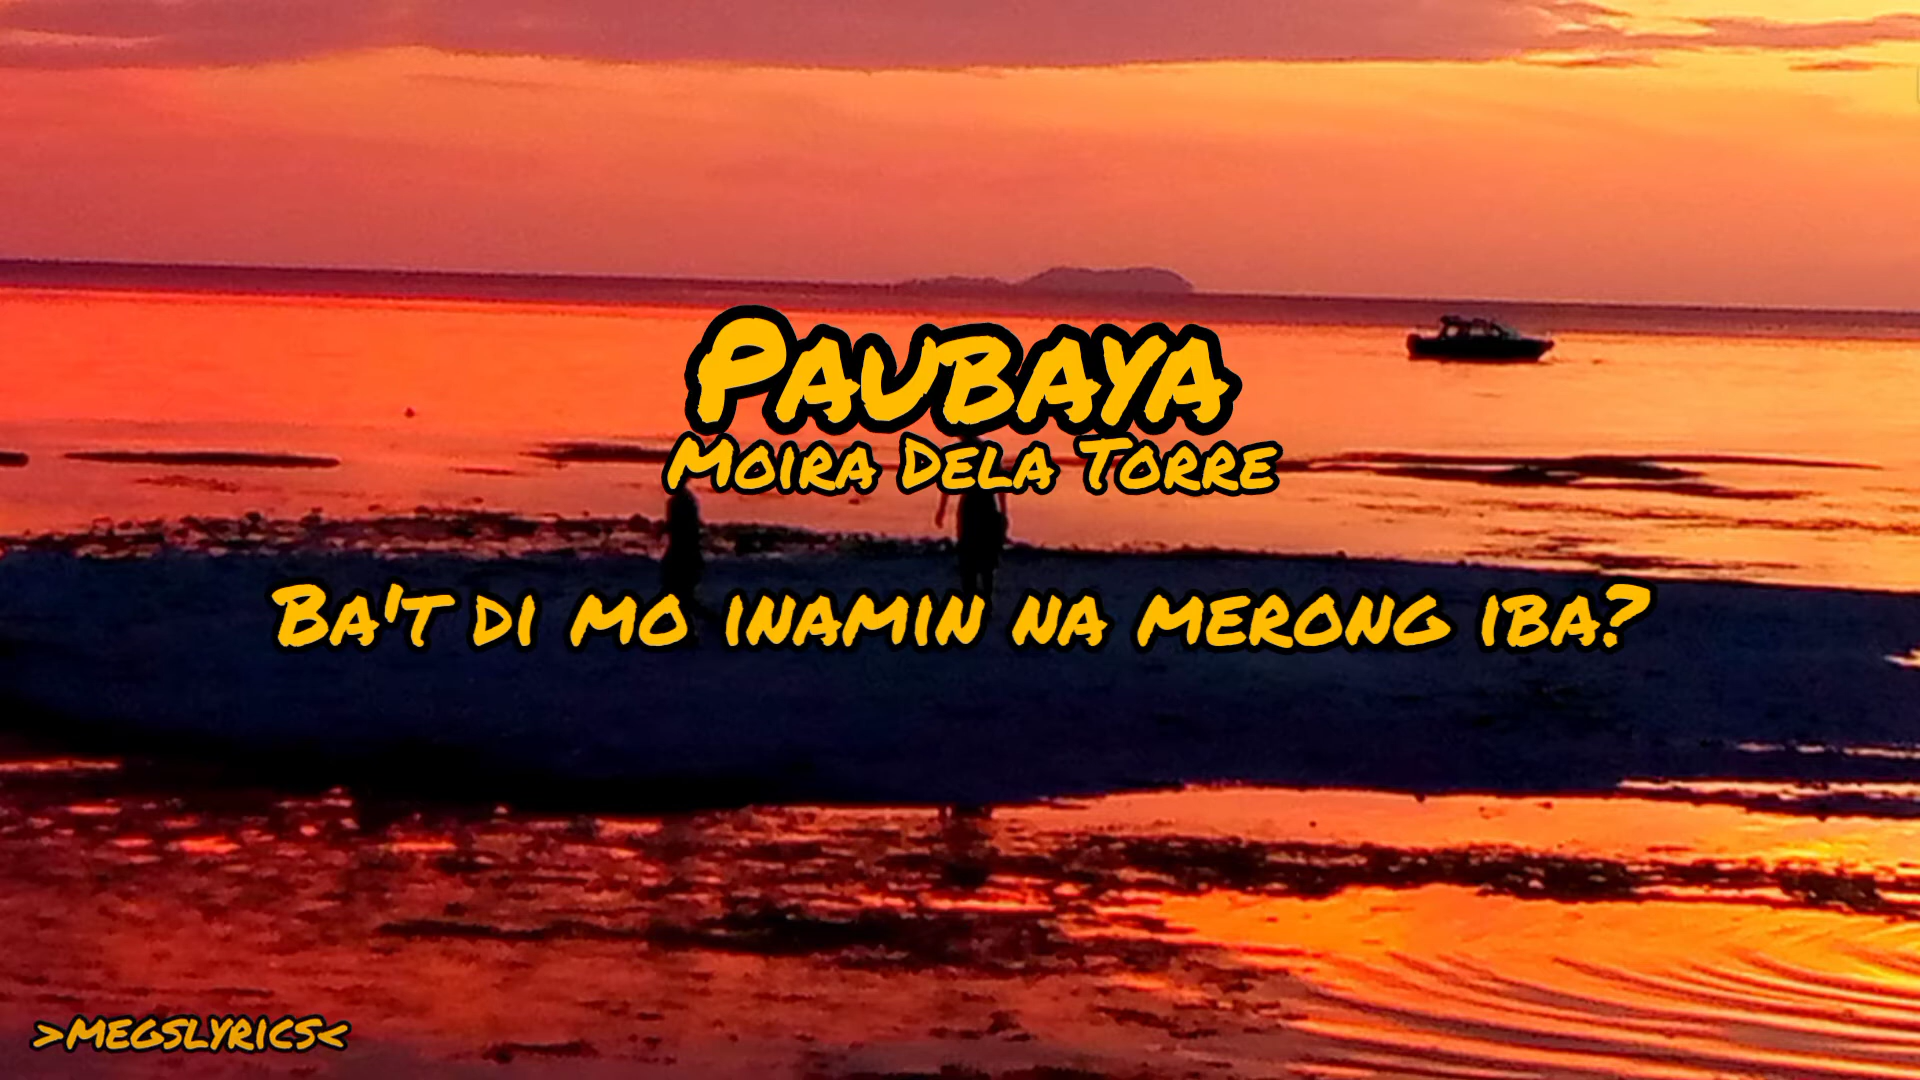 Paubaya
Moira Dela Torre
Ba't di mo inamin na merong iba?
>megslyrics<